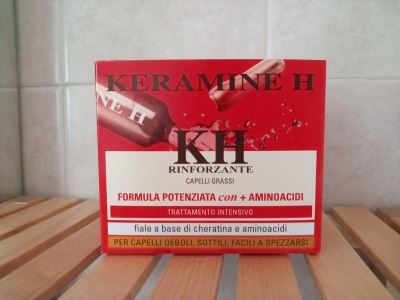 KERAMINE H
INE H
KH
RINFORZANTE
CAPELLI GRASSI
FORMULA POTENZIATA con + AMINOACIDI
TRATTAMENTO INTENSIVO
fiale a base di cheratina e aminoacidi
PER CAPELLI DEBOLI, SOTTILI, FACILI A SPEZZARSI